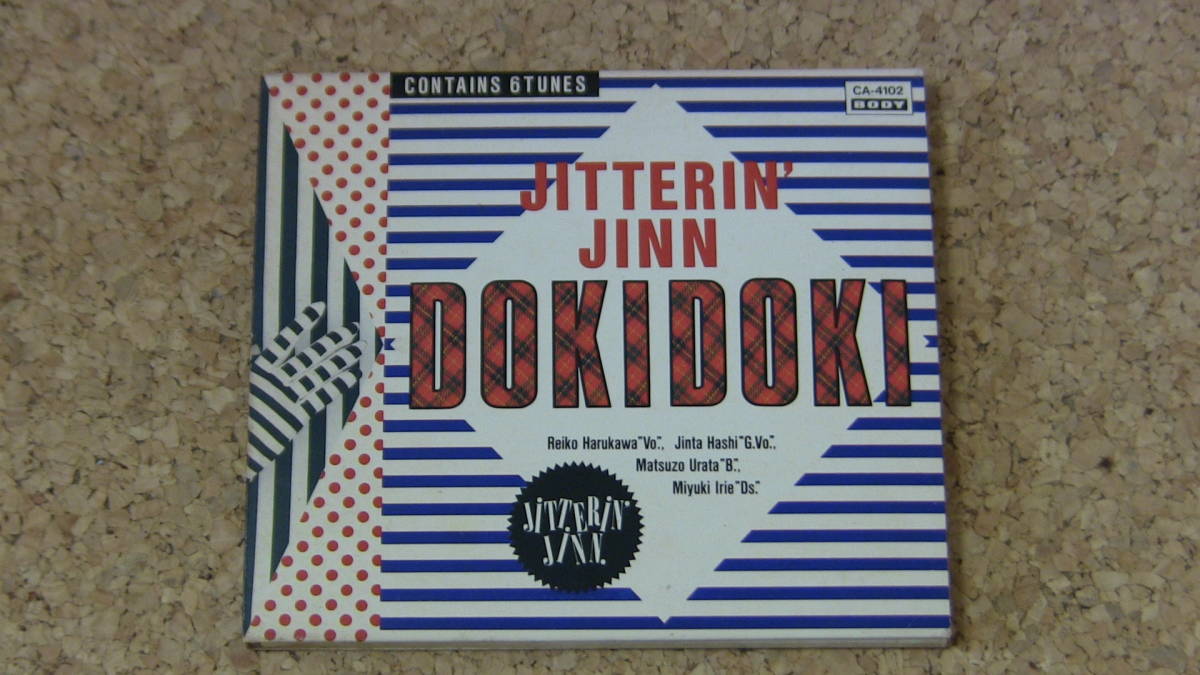 CONTAINS 6TUNES
CA-4102
BODY
JITTERIN'
JINN
DOKIDOKI
Reiko Harukawa"Vo.", Jinta Hashi"G.Vo.",
Matsuzo Urata"B.",
Miyuki Irie"Ds."
JITTERIN'
JINN.